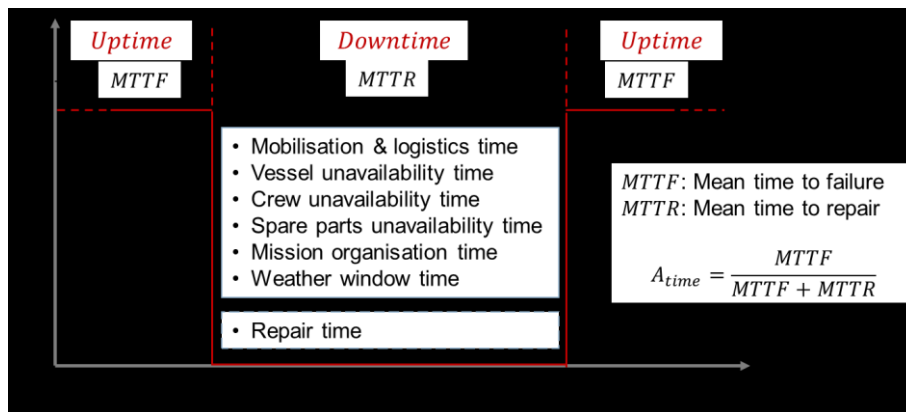 Uptime
Downtime
Uptime
MTTF
MTTR
MTTF
• Mobilisation & logistics time
• Vessel unavailability time
• Crew unavailability time
• Spare parts unavailability time
• Mission organisation time
• Weather window time
• Repair time
MTTF: Mean time to failure
MTTR: Mean time to repair
A_time = MTTF / (MTTF + MTTR)